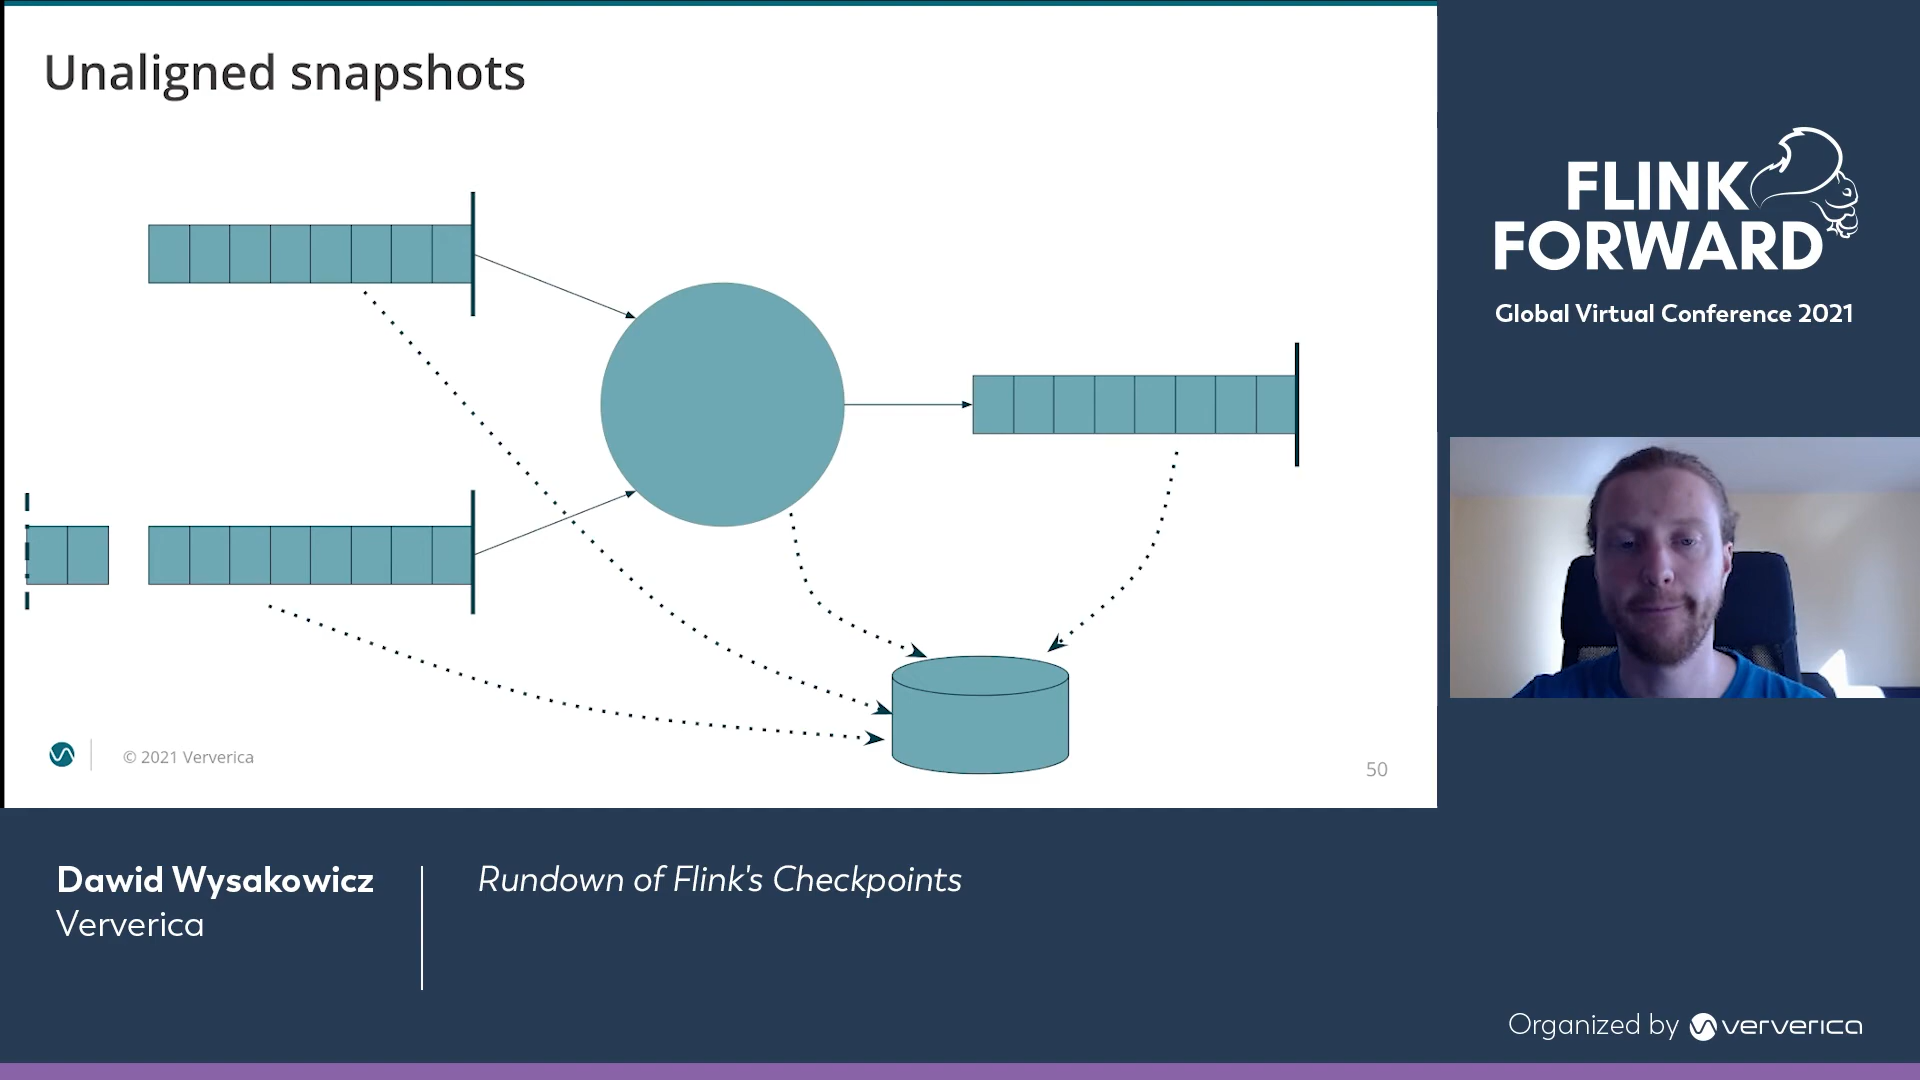 Unaligned snapshots
© 2021 Ververica
50
FLINK
FORWARD
Global Virtual Conference 2021
Dawid Wysakowicz
Ververica
Rundown of Flink's Checkpoints
Organized by ververica